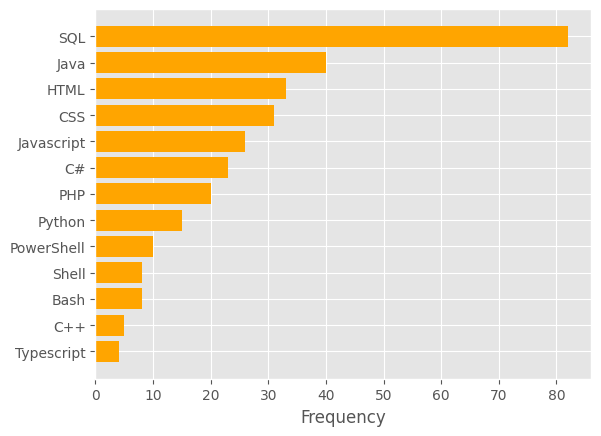 SQL
Java
HTML
CSS
Javascript
C#
PHP
Python
PowerShell
Shell
Bash
C++
Typescript
0 10 20 30 40 50 60 70 80
Frequency